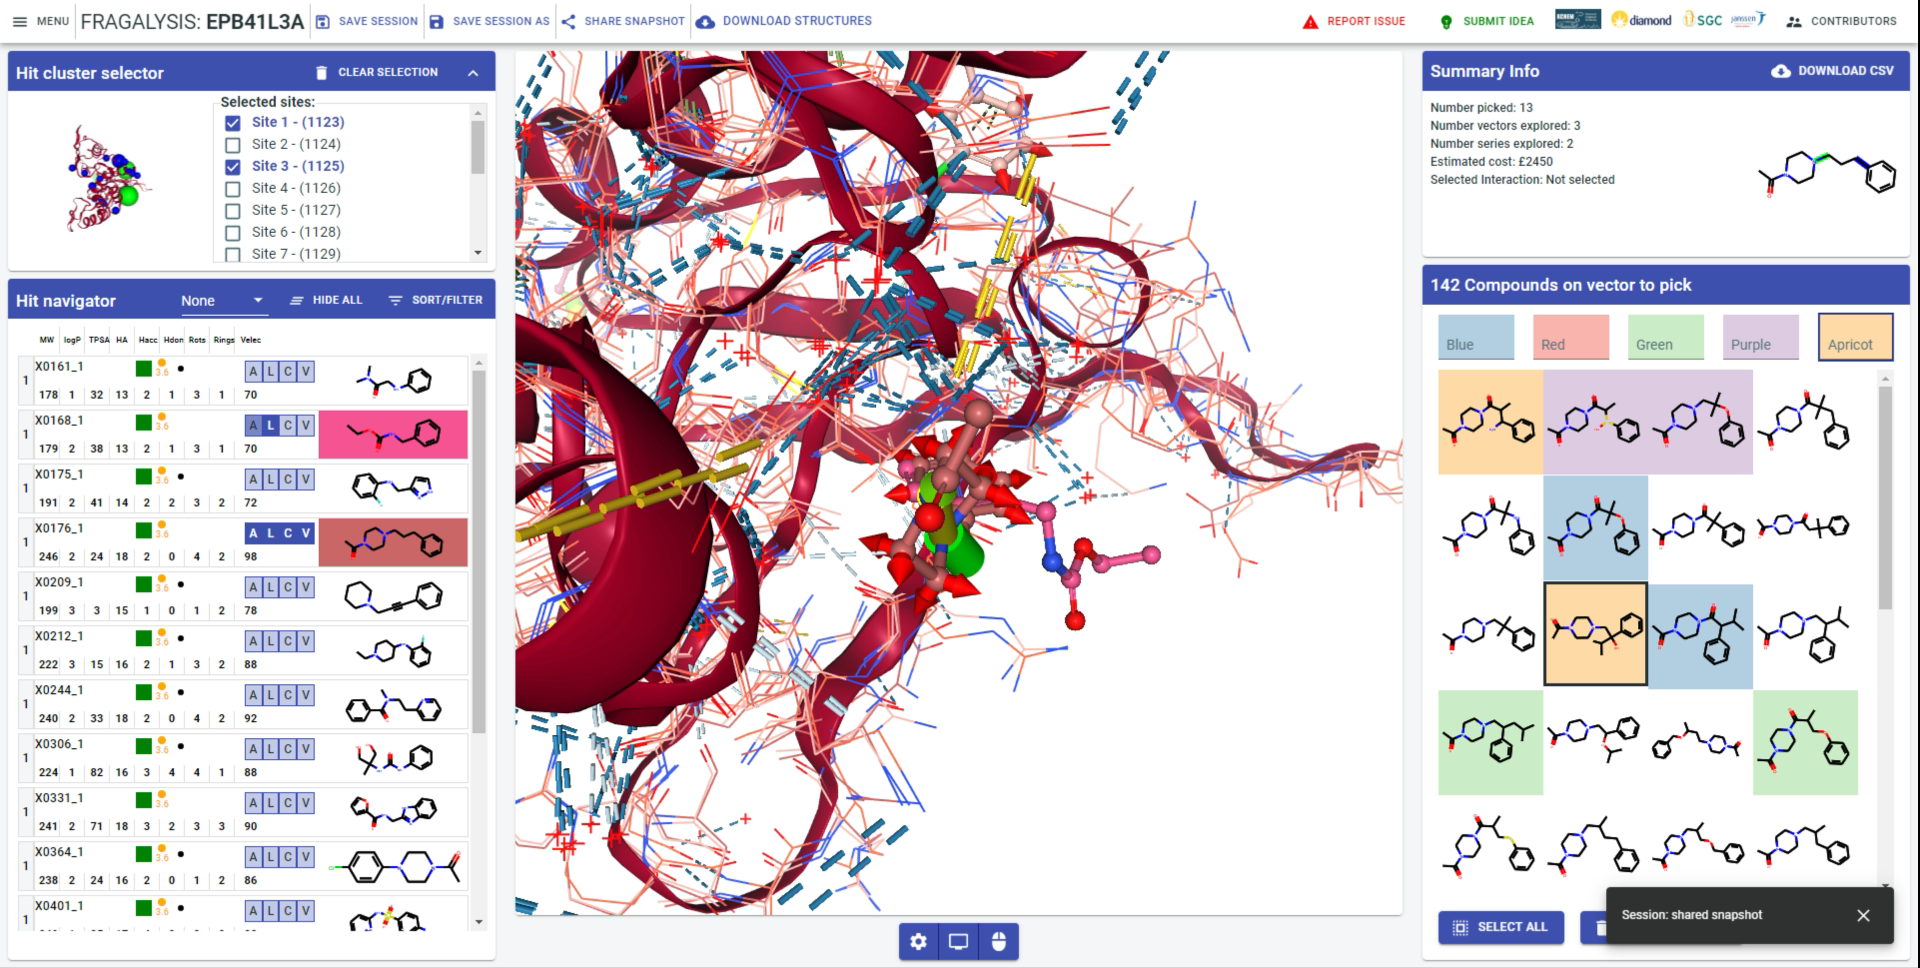 MENU
FRAGALYSIS: EPB41L3A
SAVE SESSION
SAVE SESSION AS
SHARE SNAPSHOT
DOWNLOAD STRUCTURES
REPORT ISSUE
SUBMIT IDEA
XCHEM
diamond
SGC
janssen
CONTRIBUTORS
Hit cluster selector
CLEAR SELECTION
Selected sites:
Site 1 - (1123)
Site 2 - (1124)
Site 3 - (1125)
Site 4 - (1126)
Site 5 - (1127)
Site 6 - (1128)
Site 7 - (1129)
Hit navigator
None
HIDE ALL
SORT/FILTER
MW logP TPSA HA Hacc Hdon Rots Rings Velec
1 X0161_1 3.6 A L C V
178 1 32 13 2 1 3 1 70
1 X0168_1 3.6 A L C V
179 2 38 13 2 1 3 1 70
1 X0175_1 3.6 A L C V
191 2 41 14 2 2 3 2 72
1 X0176_1 3.6 A L C V
246 2 24 18 2 0 4 2 98
1 X0209_1 3.6 A L C V
199 3 3 15 1 0 1 2 78
1 X0212_1 3.6 A L C V
222 3 15 16 2 1 3 2 88
1 X0244_1 3.6 A L C V
240 2 33 18 2 0 4 2 92
1 X0306_1 3.6 A L C V
224 1 82 16 3 4 4 1 88
1 X0331_1 3.6 A L C V
241 2 71 18 3 2 3 3 90
1 X0364_1 3.6 A L C V
238 2 24 16 2 0 1 2 86
1 X0401_1 3.6 A L C V
Summary Info
DOWNLOAD CSV
Number picked: 13
Number vectors explored: 3
Number series explored: 2
Estimated cost: £2450
Selected Interaction: Not selected
142 Compounds on vector to pick
Blue
Red
Green
Purple
Apricot
SELECT ALL
Session: shared snapshot